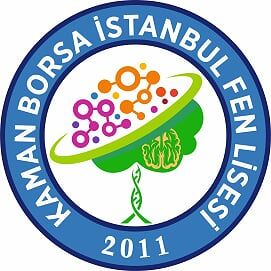 KAMAN BORSA İSTANBUL FEN LİSESİ
2011